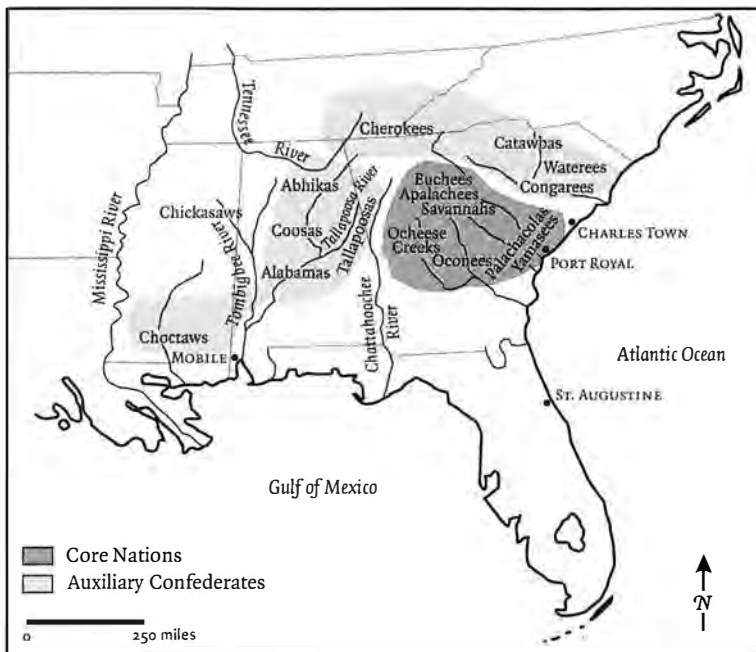 Tennessee
River
Cherokees
Catawbas
Waterees
Congarees
Mississippi River
Chickasaws
Tombigbee River
Abhikas
Coosas
Tallapoosa River
Tallapoosas
Alabamas
Choctaws
MOBILE
Chattahoochee
River
Euchees
Apalachees
Savannahs
Ocheese
Creeks
Oconees
Palachacolas
Yamasees
CHARLES TOWN
PORT ROYAL
Atlantic Ocean
ST. AUGUSTINE
Gulf of Mexico
Core Nations
Auxiliary Confederates
0 250 miles
N